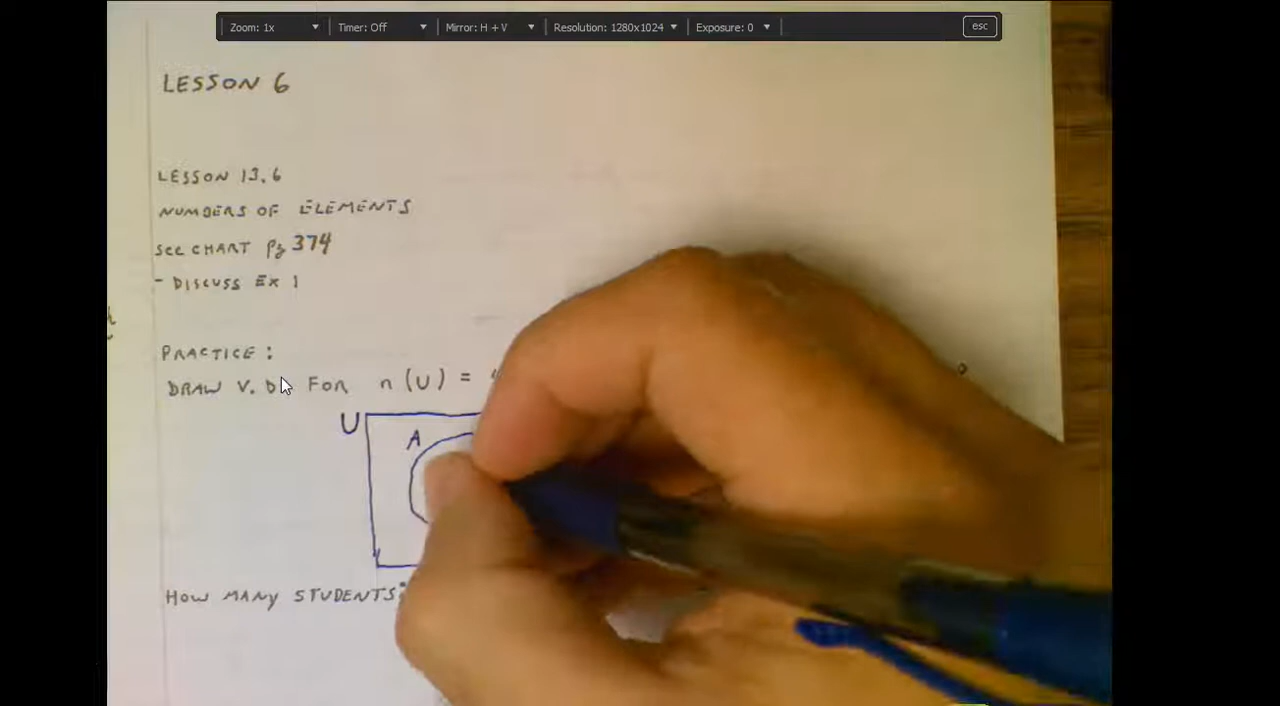 Zoom: 1x Timer: Off Mirror: H + V Resolution: 1280x1024 Exposure: 0 esc
LESSON 6
LESSON 13.6
NUMBERS OF ELEMENTS
SEE CHART Pg 374
- DISCUSS EX 1
PRACTICE:
DRAW V. D. FOR n(U) =
U
A
HOW MANY STUDENTS: